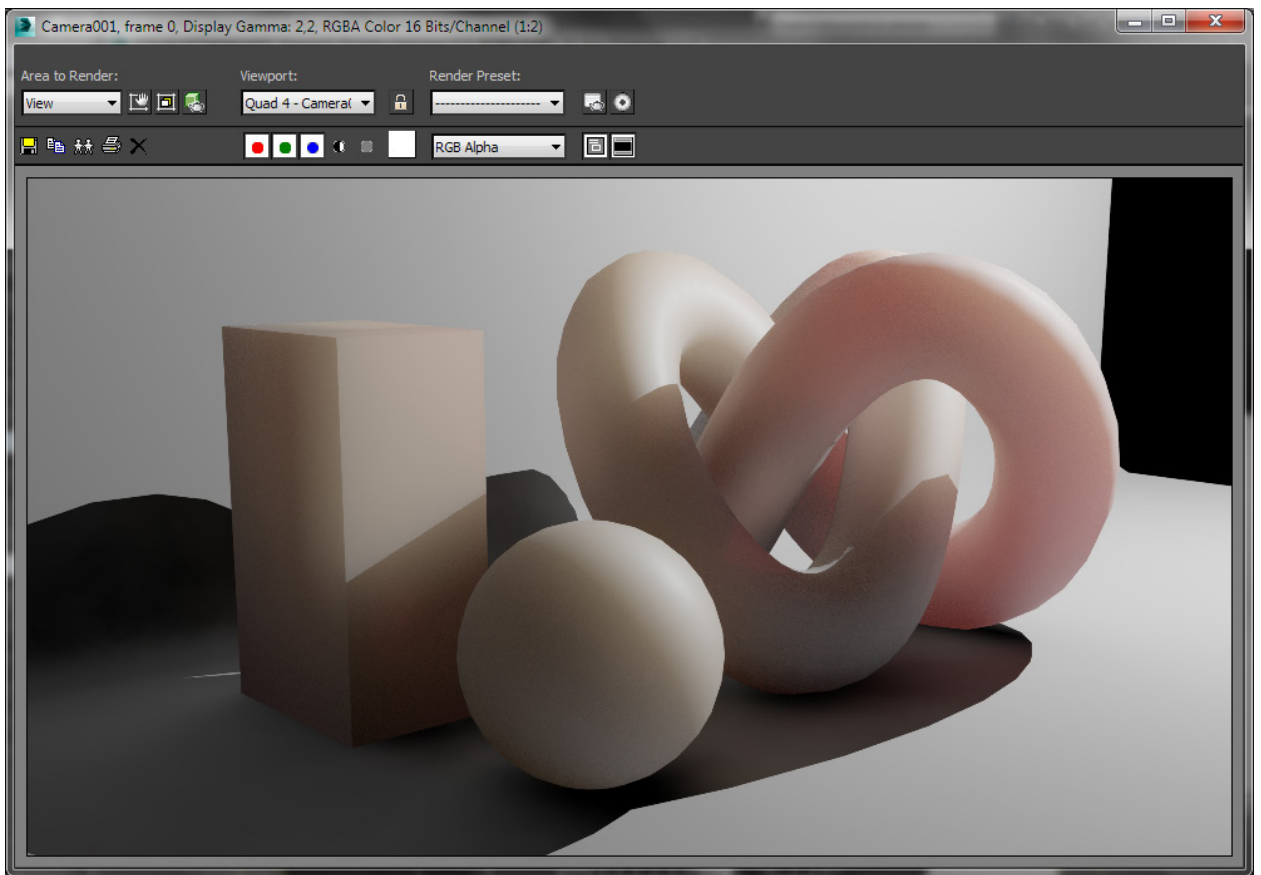 Camera001, frame 0, Display Gamma: 2,2, RGBA Color 16 Bits/Channel (1:2)
Area to Render:
Viewport:
Render Preset:
View
Quad 4 - Camera(
---------------------
RGB Alpha